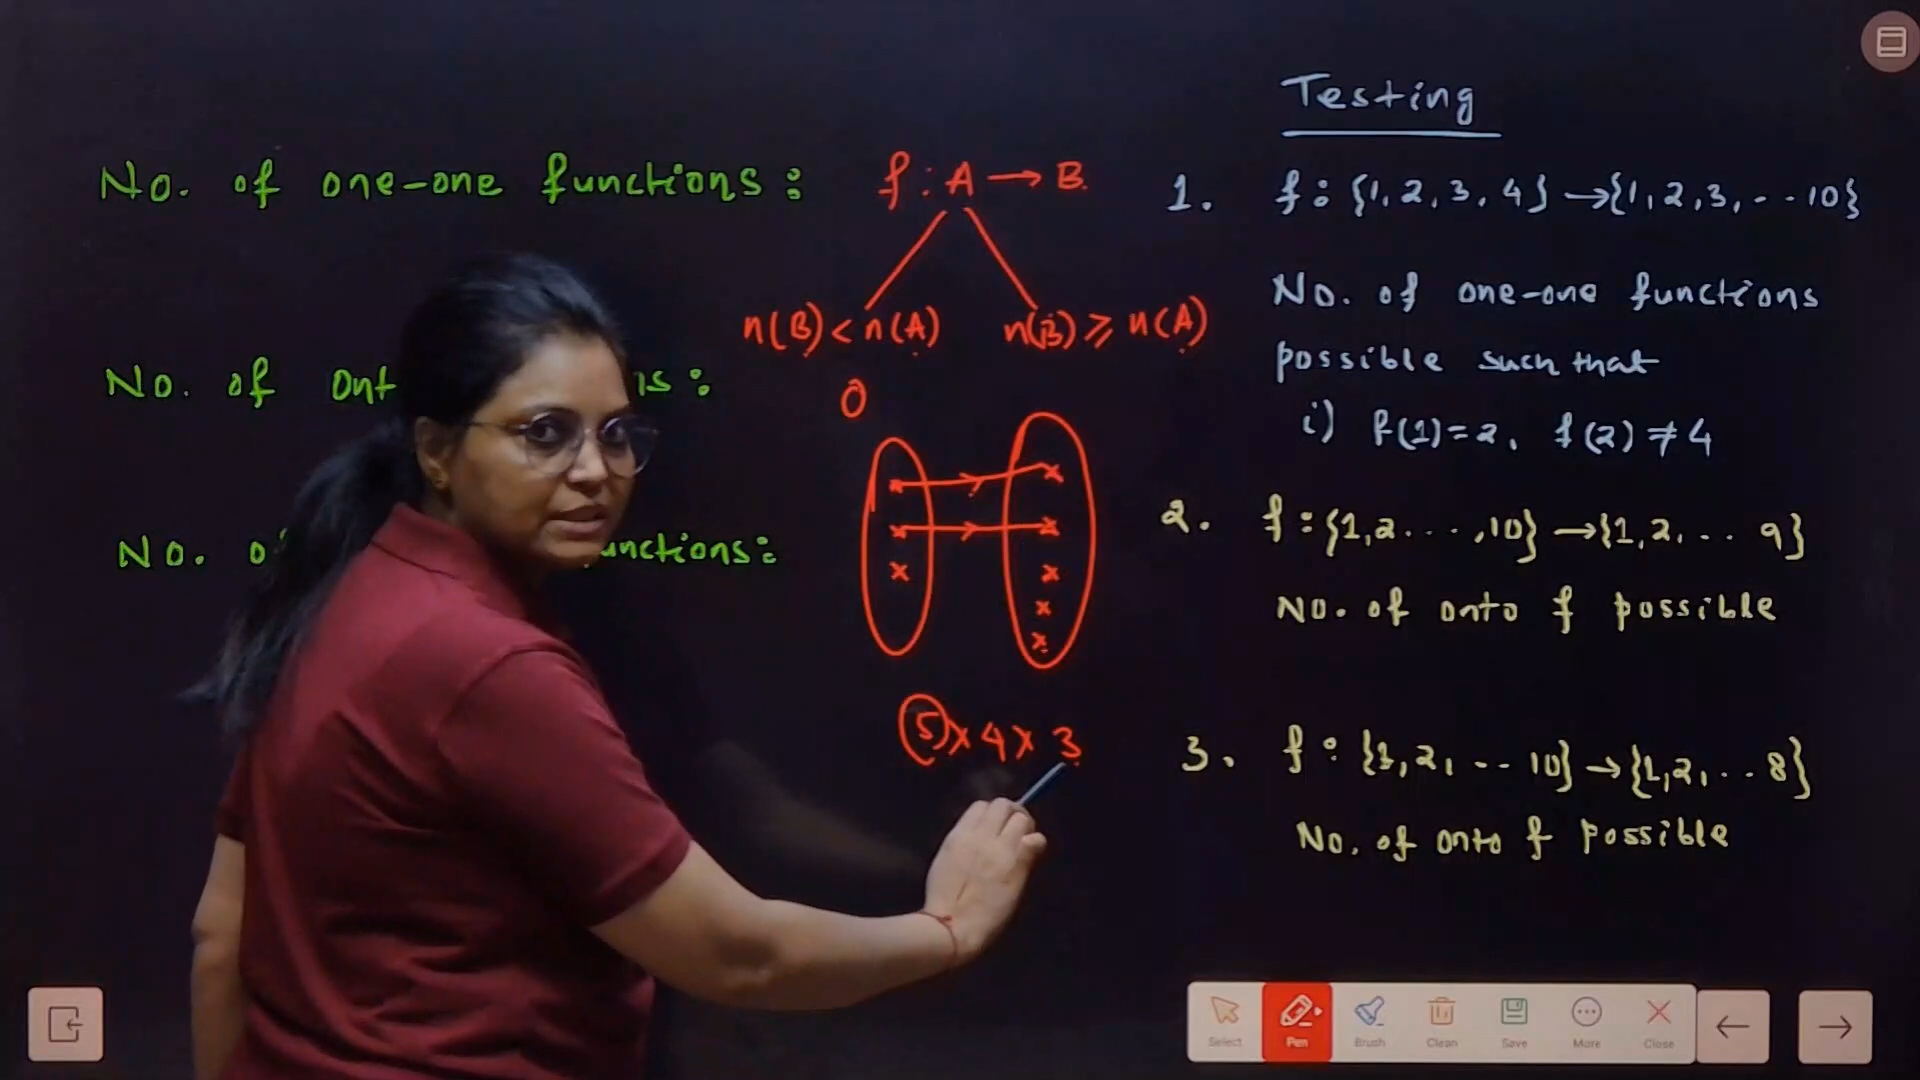 No. of one-one functions :
No. of
No. of
f : A → B.
n(B) < n(A)
n(B) ≥ n(A)
0
5 x 4 x 3
Testing
1. f : {1, 2, 3, 4} → {1, 2, 3, - - 10}
No. of one-one functions
possible such that
i) f(1) = 2, f(2) ≠ 4
2. f : {1, 2 . . . , 10} → {1, 2, . . . 9}
No. of onto f possible
3. f : {1, 2, - - 10} → {1, 2, . . 8}
No. of onto f possible
Select Pen Brush Clean Save More Close